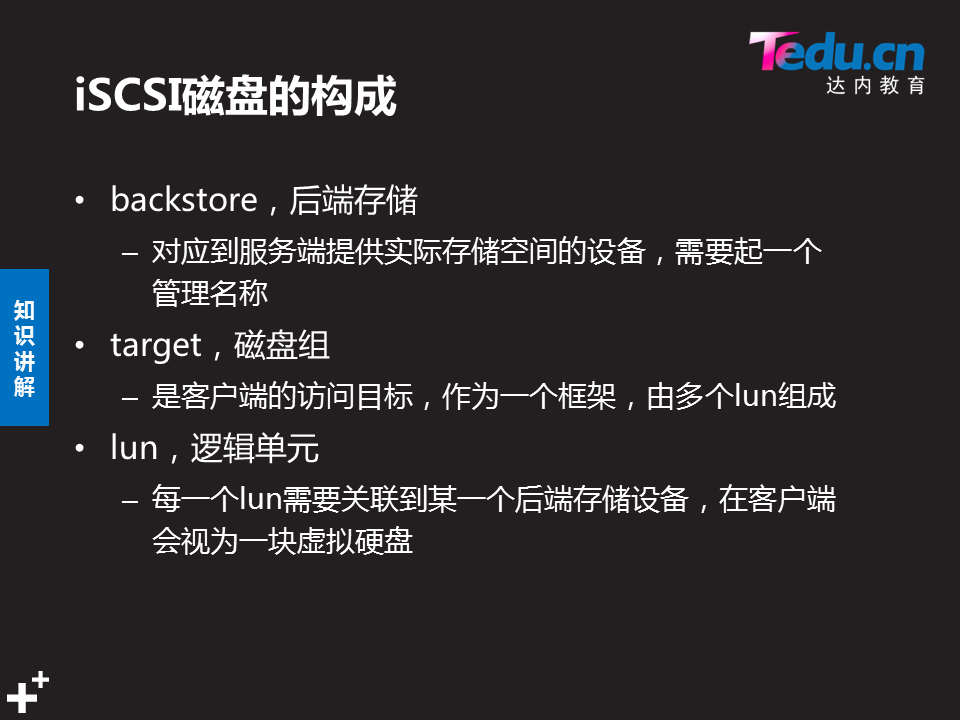 Tedu.cn
达内教育
iSCSI磁盘的构成
• backstore，后端存储
– 对应到服务端提供实际存储空间的设备，需要起一个
管理名称
• target，磁盘组
– 是客户端的访问目标，作为一个框架，由多个lun组成
• lun，逻辑单元
– 每一个lun需要关联到某一个后端存储设备，在客户端
会视为一块虚拟硬盘
知
识
讲
解